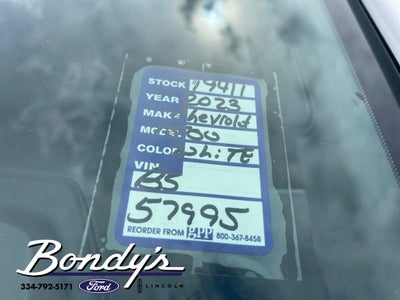 STOCK 79411
YEAR 2023
MAKE Chevrolet
MODEL
COLOR WhiTE
VIN
57995
REORDER FROM gpp 800-367-8458
Bondy's
334-792-5171 Ford LINCOLN